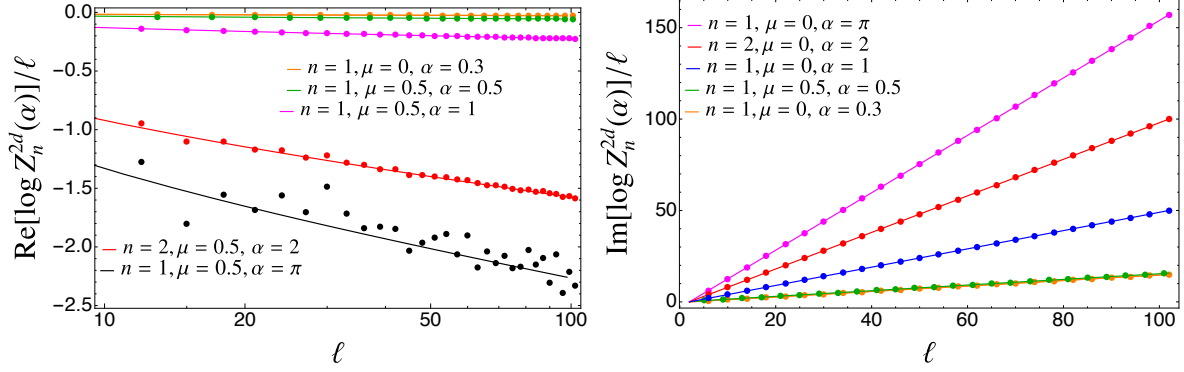 Re[log Z_n^{2d}(α)]/ℓ
0.0
−0.5
−1.0
−1.5
−2.0
−2.5
n = 1, μ = 0, α = 0.3
n = 1, μ = 0.5, α = 0.5
n = 1, μ = 0.5, α = 1
n = 2, μ = 0.5, α = 2
n = 1, μ = 0.5, α = π
10 20 50 100
ℓ
Im[log Z_n^{2d}(α)]/ℓ
150
100
50
0
n = 1, μ = 0, α = π
n = 2, μ = 0, α = 2
n = 1, μ = 0, α = 1
n = 1, μ = 0.5, α = 0.5
n = 1, μ = 0, α = 0.3
0 20 40 60 80 100
ℓ